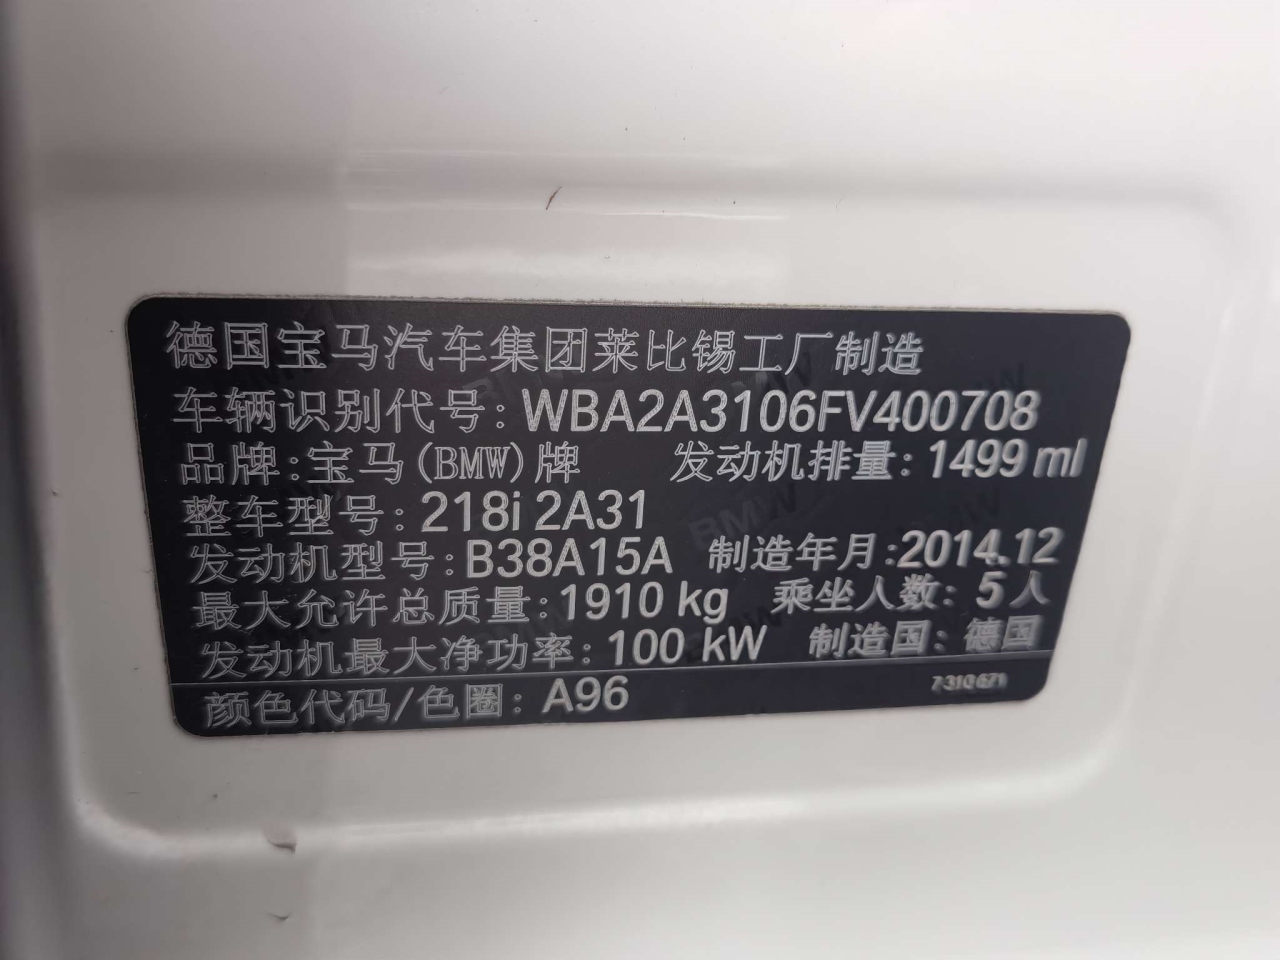 德国宝马汽车集团莱比锡工厂制造
车辆识别代号: WBA2A3106FV400708
品牌:宝马(BMW)牌 发动机排量: 1499 ml
整车型号: 218i 2A31
发动机型号: B38A15A 制造年月:2014.12
最大允许总质量: 1910 kg 乘坐人数: 5人
发动机最大净功率: 100 kW 制造国: 德国
颜色代码/色圈: A96 7310671